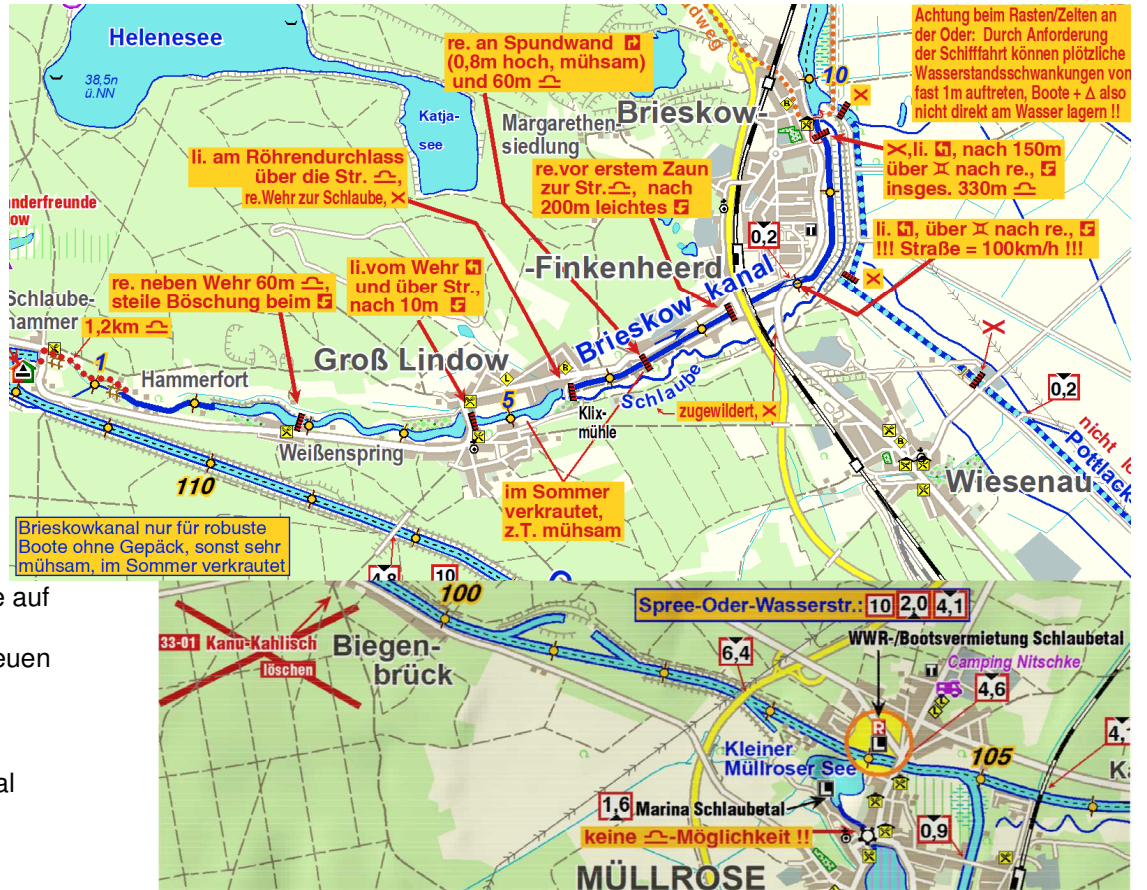 Helenesee
38,5n
ü.NN
Katja-
see
re. an Spundwand
(0,8m hoch, mühsam)
und 60m
Margarethen-
siedlung
Brieskow-
10
Achtung beim Rasten/Zelten an
der Oder: Durch Anforderung
der Schifffahrt können plötzliche
Wasserstandsschwankungen von
fast 1m auftreten, Boote + Δ also
nicht direkt am Wasser lagern !!
li. am Röhrendurchlass
über die Str.
re.Wehr zur Schlaube,
re.vor erstem Zaun
zur Str. , nach
200m leichtes
,li. , nach 150m
über nach re.,
insges. 330m
0,2
T
li. , über nach re.,
!!! Straße = 100km/h !!!
anderfreunde
ow
Schlaube-
hammer
1,2km
1
re. neben Wehr 60m ,
steile Böschung beim
li.vom Wehr
und über Str.,
nach 10m
-Finkenheerd
Brieskow - kanal
Groß Lindow
Hammerfort
5
Klix-
mühle
Schlaube
zugewildert,
0,2
Weißenspring
im Sommer
verkrautet,
z.T. mühsam
Wiesenau
Pottlack
110
Brieskowkanal nur für robuste
Boote ohne Gepäck, sonst sehr
mühsam, im Sommer verkrautet
4,8
10
e auf
euen
al
33-01 Kanu-Kahlisch
löschen
100
Biegen-
brück
Spree-Oder-Wasserstr.: 10 2,0 4,1
WWR-/Bootsvermietung Schlaubetal
6,4
T
Camping Nitschke
4,6
R
L
Kleiner
Müllroser See
105
L
1,6 Marina Schlaubetal
keine -Möglichkeit !!
0,9
MÜLLROSE